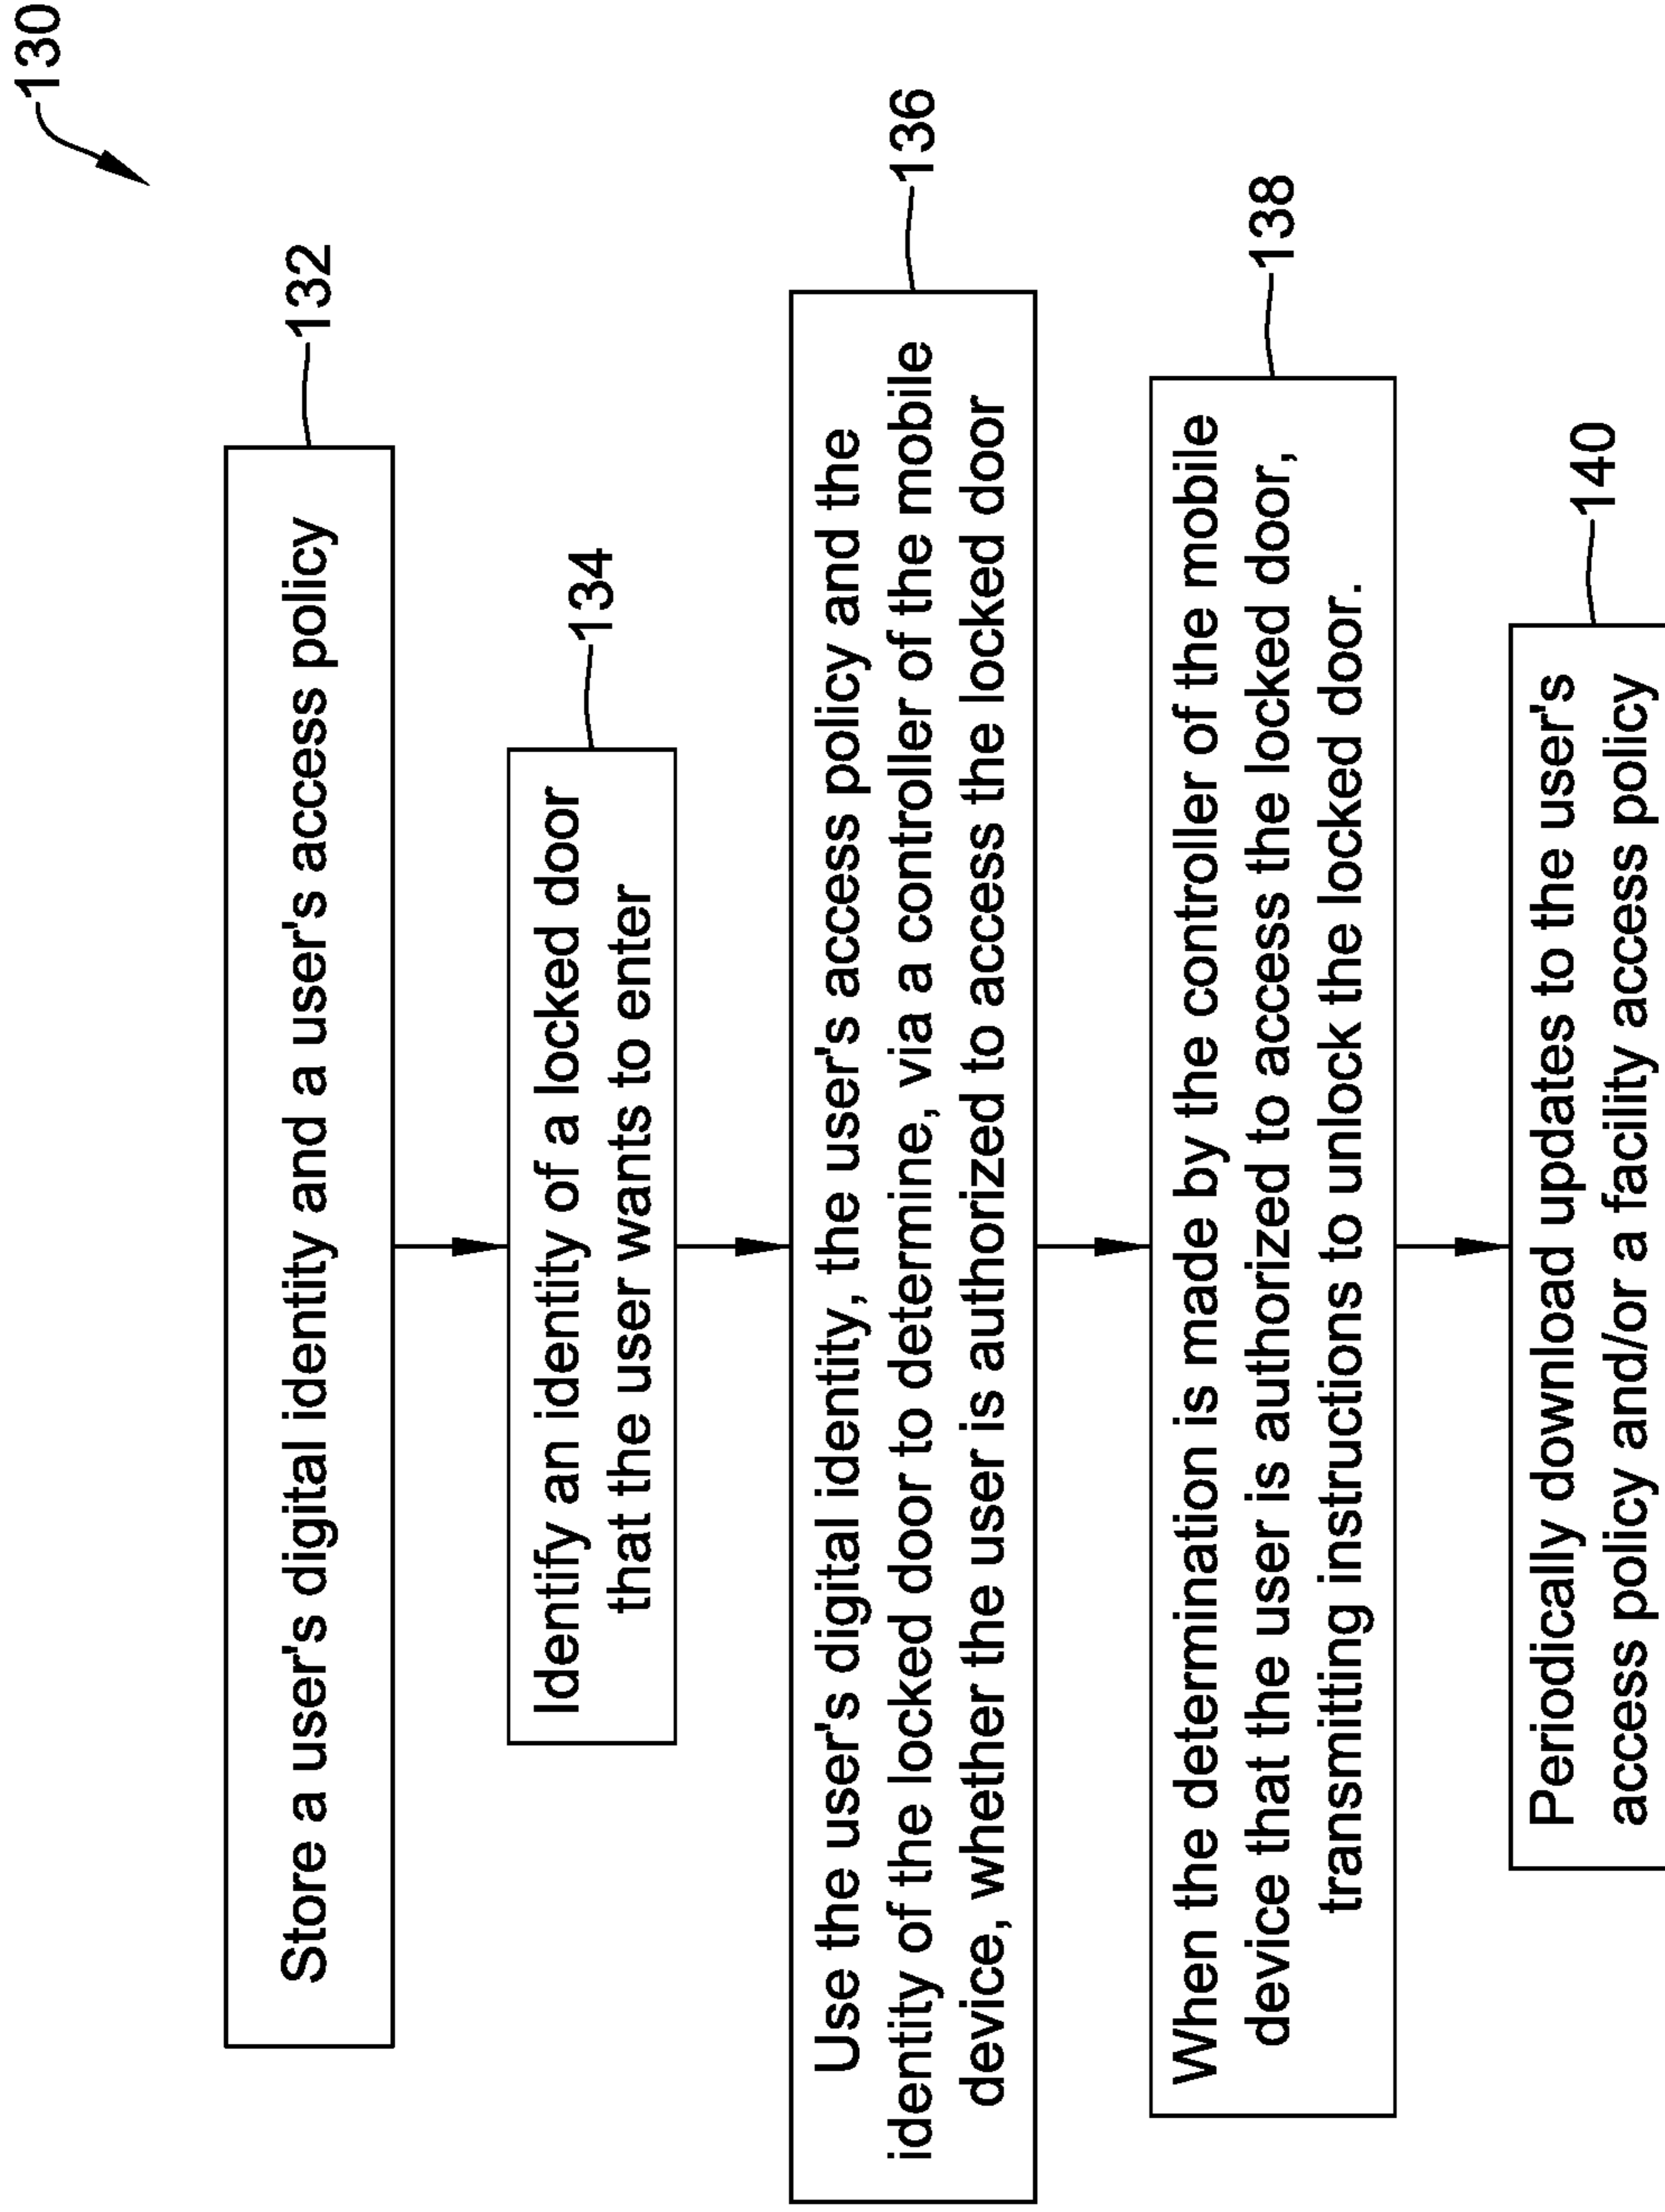 130
Store a user's digital identity and a user's access policy
132
Identify an identity of a locked door
that the user wants to enter
134
Use the user's digital identity, the user's access policy and the
identity of the locked door to determine, via a controller of the mobile
device, whether the user is authorized to access the locked door
136
When the determination is made by the controller of the mobile
device that the user is authorized to access the locked door,
transmitting instructions to unlock the locked door.
138
Periodically download updates to the user's
access policy and/or a facility access policy
140